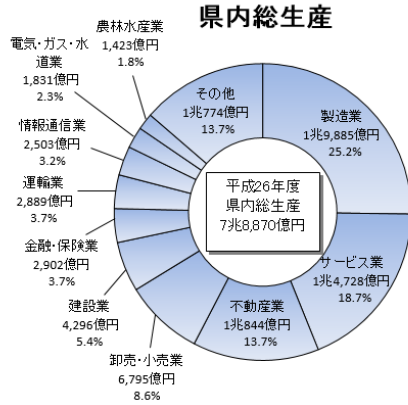 県内総生産
製造業
1兆9,885億円
25.2%
サービス業
1兆4,728億円
18.7%
不動産業
1兆844億円
13.7%
卸売・小売業
6,795億円
8.6%
建設業
4,296億円
5.4%
金融・保険業
2,902億円
3.7%
運輸業
2,889億円
3.7%
情報通信業
2,503億円
3.2%
電気・ガス・水
道業
1,831億円
2.3%
農林水産業
1,423億円
1.8%
その他
1兆774億円
13.7%
平成26年度
県内総生産
7兆8,870億円